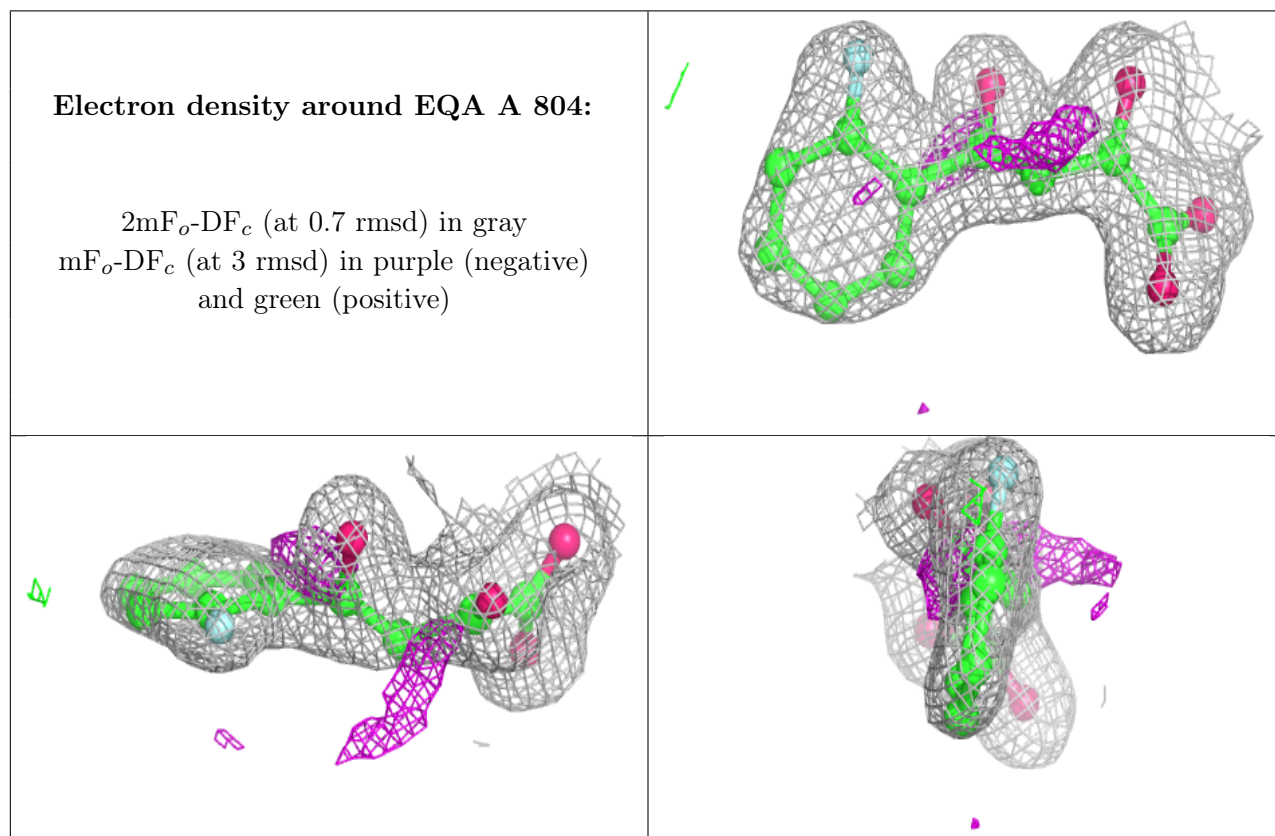 Electron density around EQA A 804:
2mFo-DFc (at 0.7 rmsd) in gray
mFo-DFc (at 3 rmsd) in purple (negative)
and green (positive)